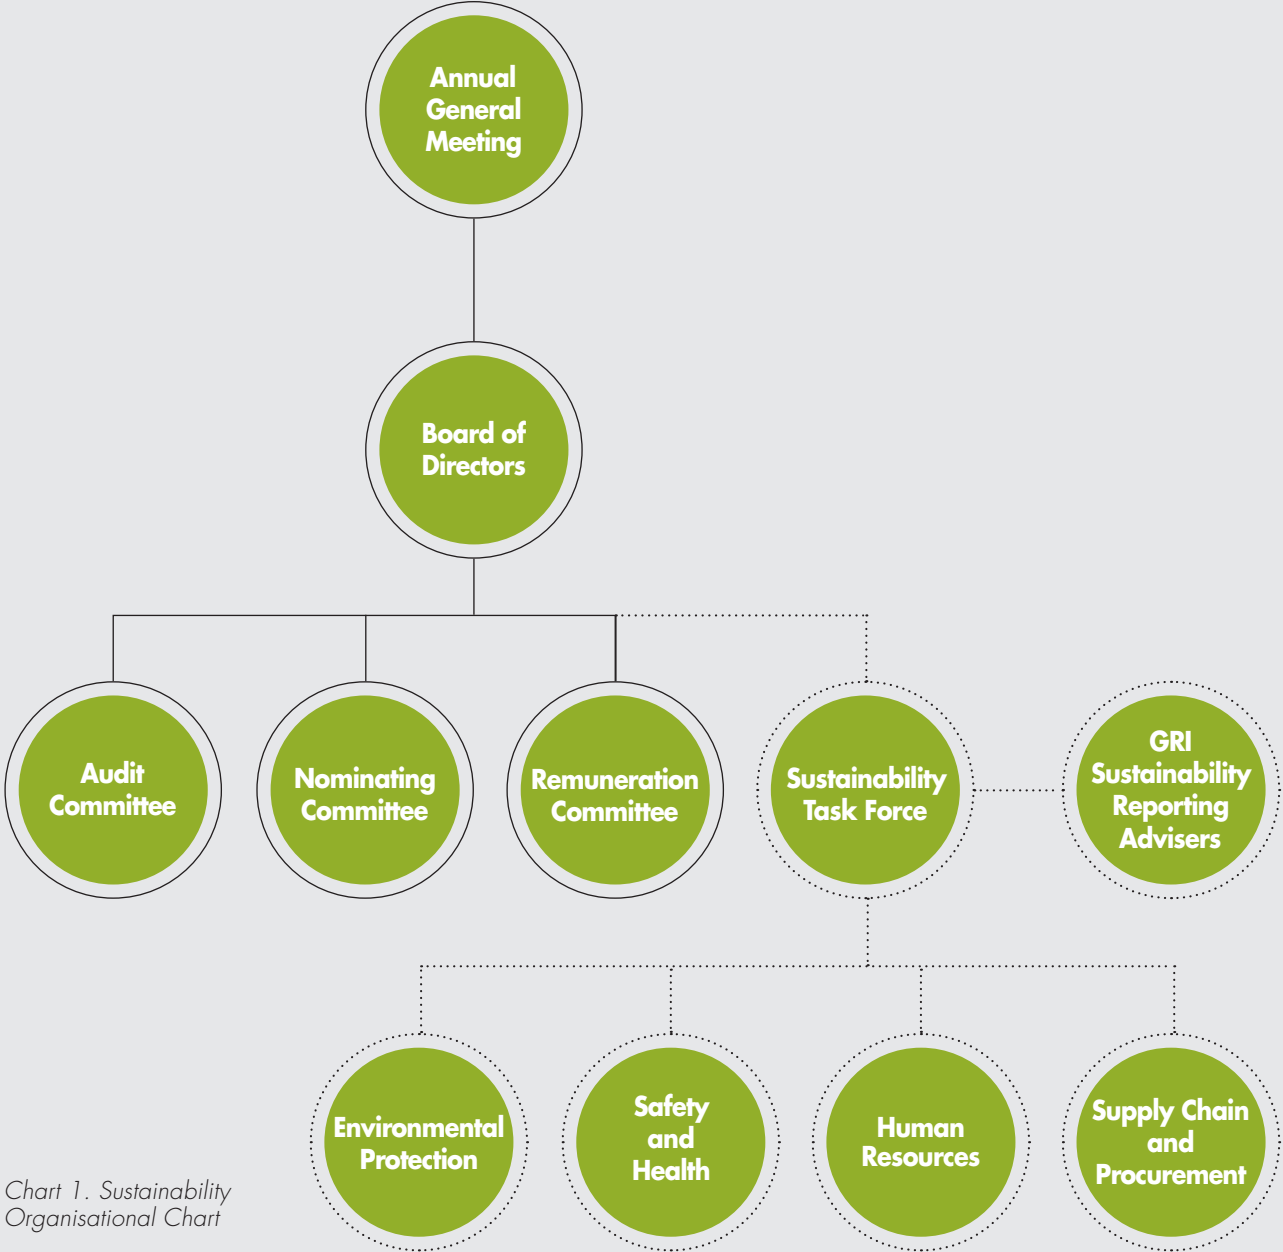 Annual
General
Meeting
Board of
Directors
Audit
Committee
Nominating
Committee
Remuneration
Committee
Sustainability
Task Force
GRI
Sustainability
Reporting
Advisers
Environmental
Protection
Safety
and
Health
Human
Resources
Supply Chain
and
Procurement
Chart 1. Sustainability
Organisational Chart